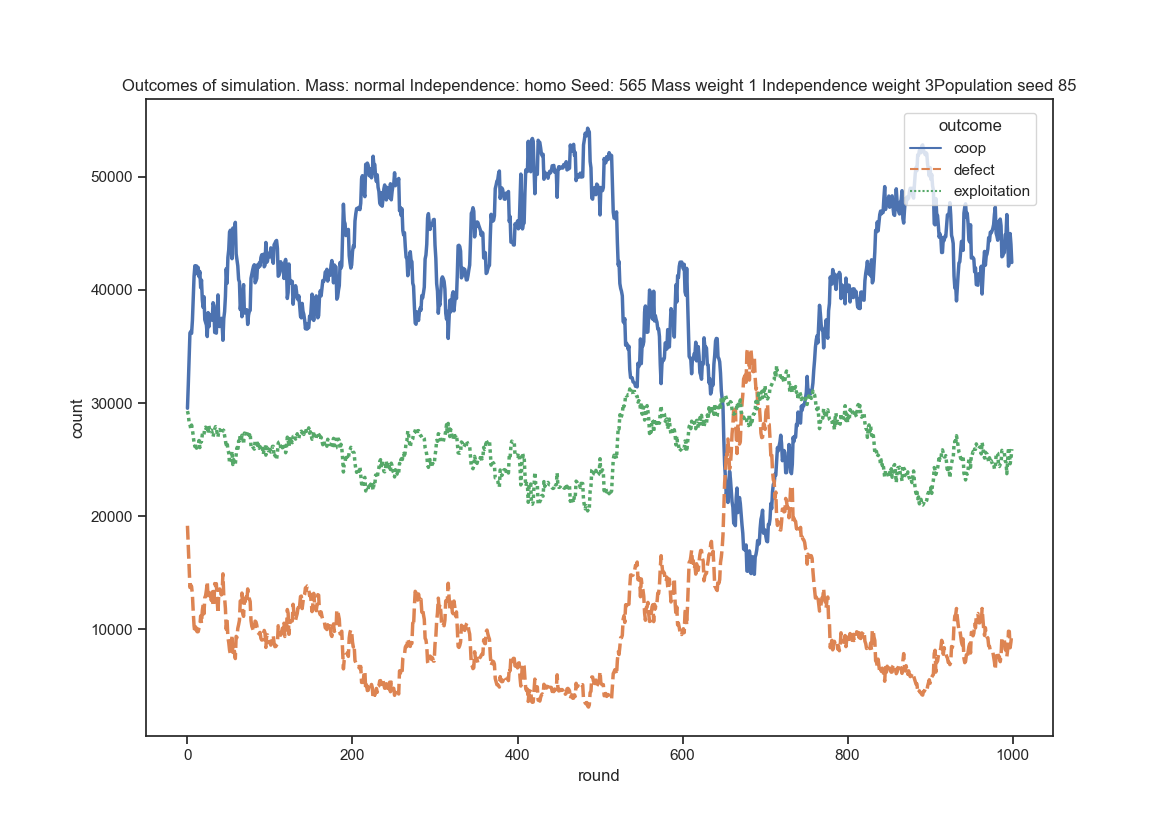 Outcomes of simulation. Mass: normal Independence: homo Seed: 565 Mass weight 1 Independence weight 3Population seed 85
outcome
coop
defect
exploitation
50000
40000
30000
20000
10000
count
0 200 400 600 800 1000
round